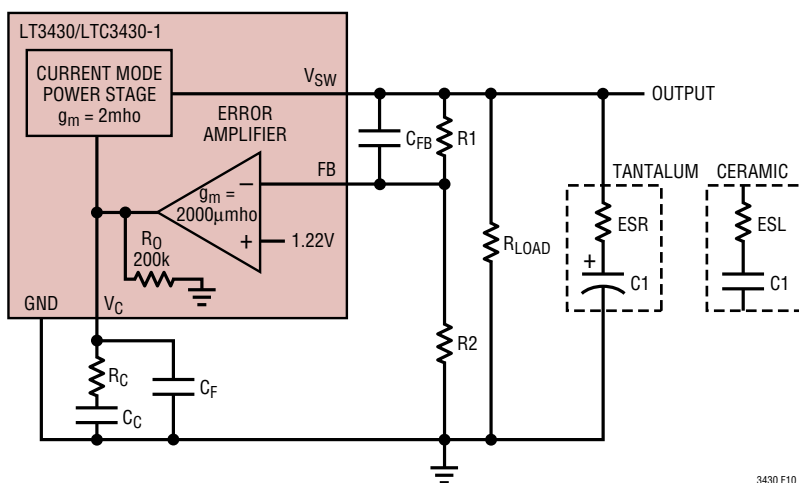 LT3430/LTC3430-1
CURRENT MODE
POWER STAGE
gm = 2mho
VSW
OUTPUT
ERROR
AMPLIFIER
CFB
R1
FB
TANTALUM
CERAMIC
gm =
2000μmho
–
+
1.22V
RO
200k
RLOAD
ESR
ESL
+
C1
C1
GND
VC
R2
RC
CF
CC
3430 F10